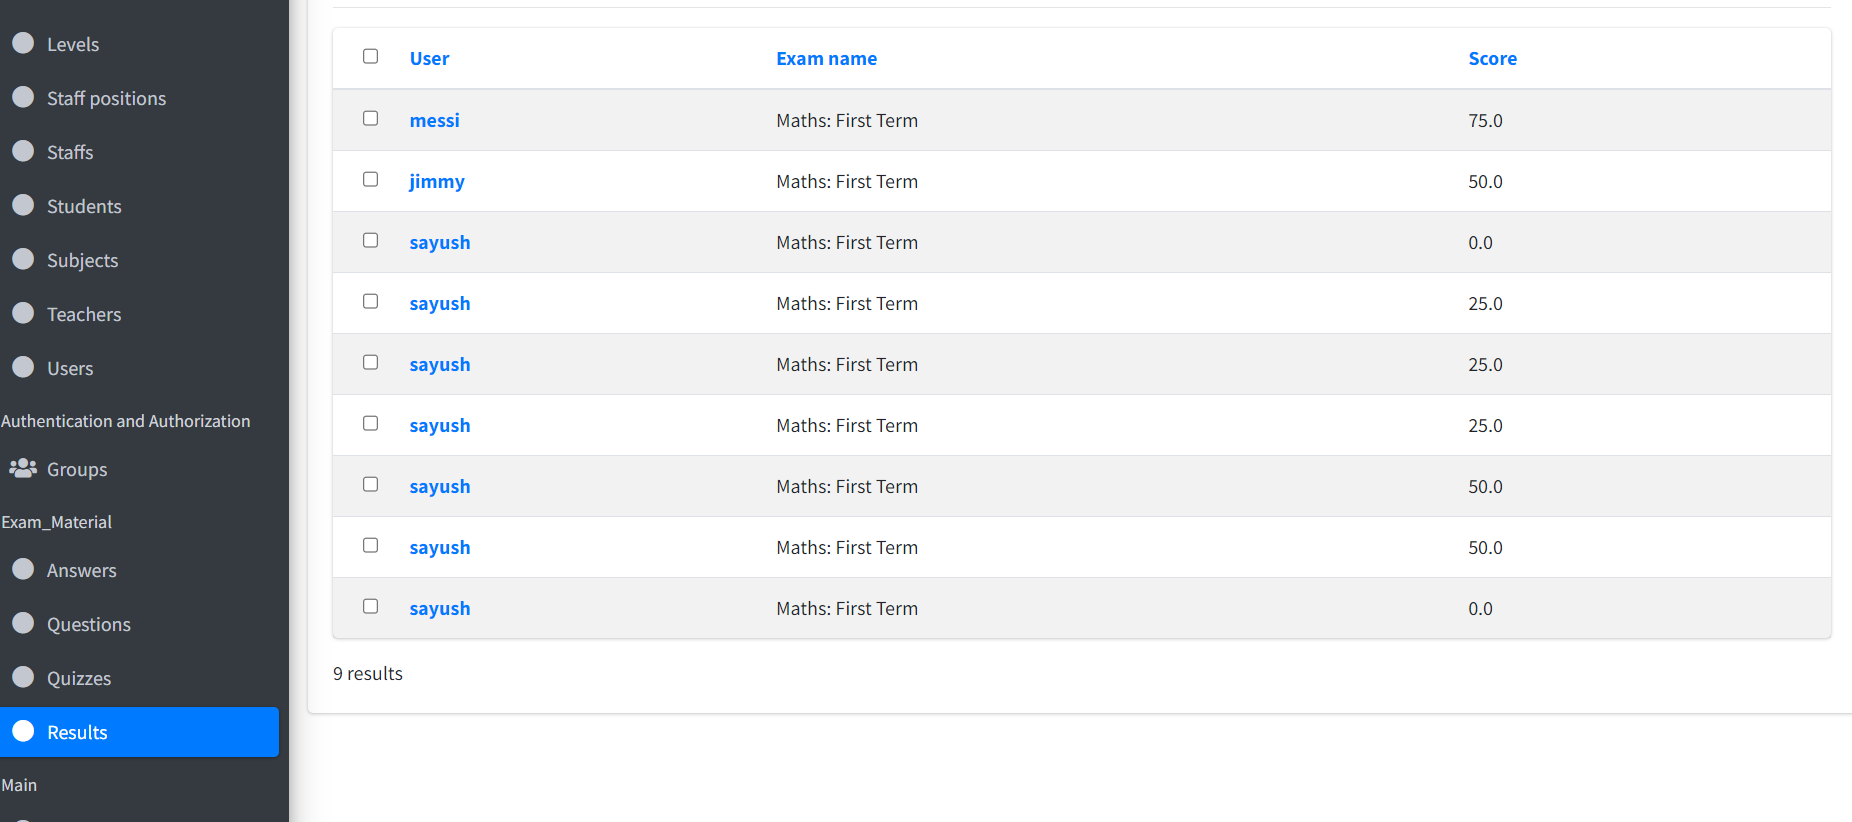 Levels
Staff positions
Staffs
Students
Subjects
Teachers
Users
Authentication and Authorization
Groups
Exam_Material
Answers
Questions
Quizzes
Results
Main
User Exam name Score
messi Maths: First Term 75.0
jimmy Maths: First Term 50.0
sayush Maths: First Term 0.0
sayush Maths: First Term 25.0
sayush Maths: First Term 25.0
sayush Maths: First Term 25.0
sayush Maths: First Term 50.0
sayush Maths: First Term 50.0
sayush Maths: First Term 0.0
9 results